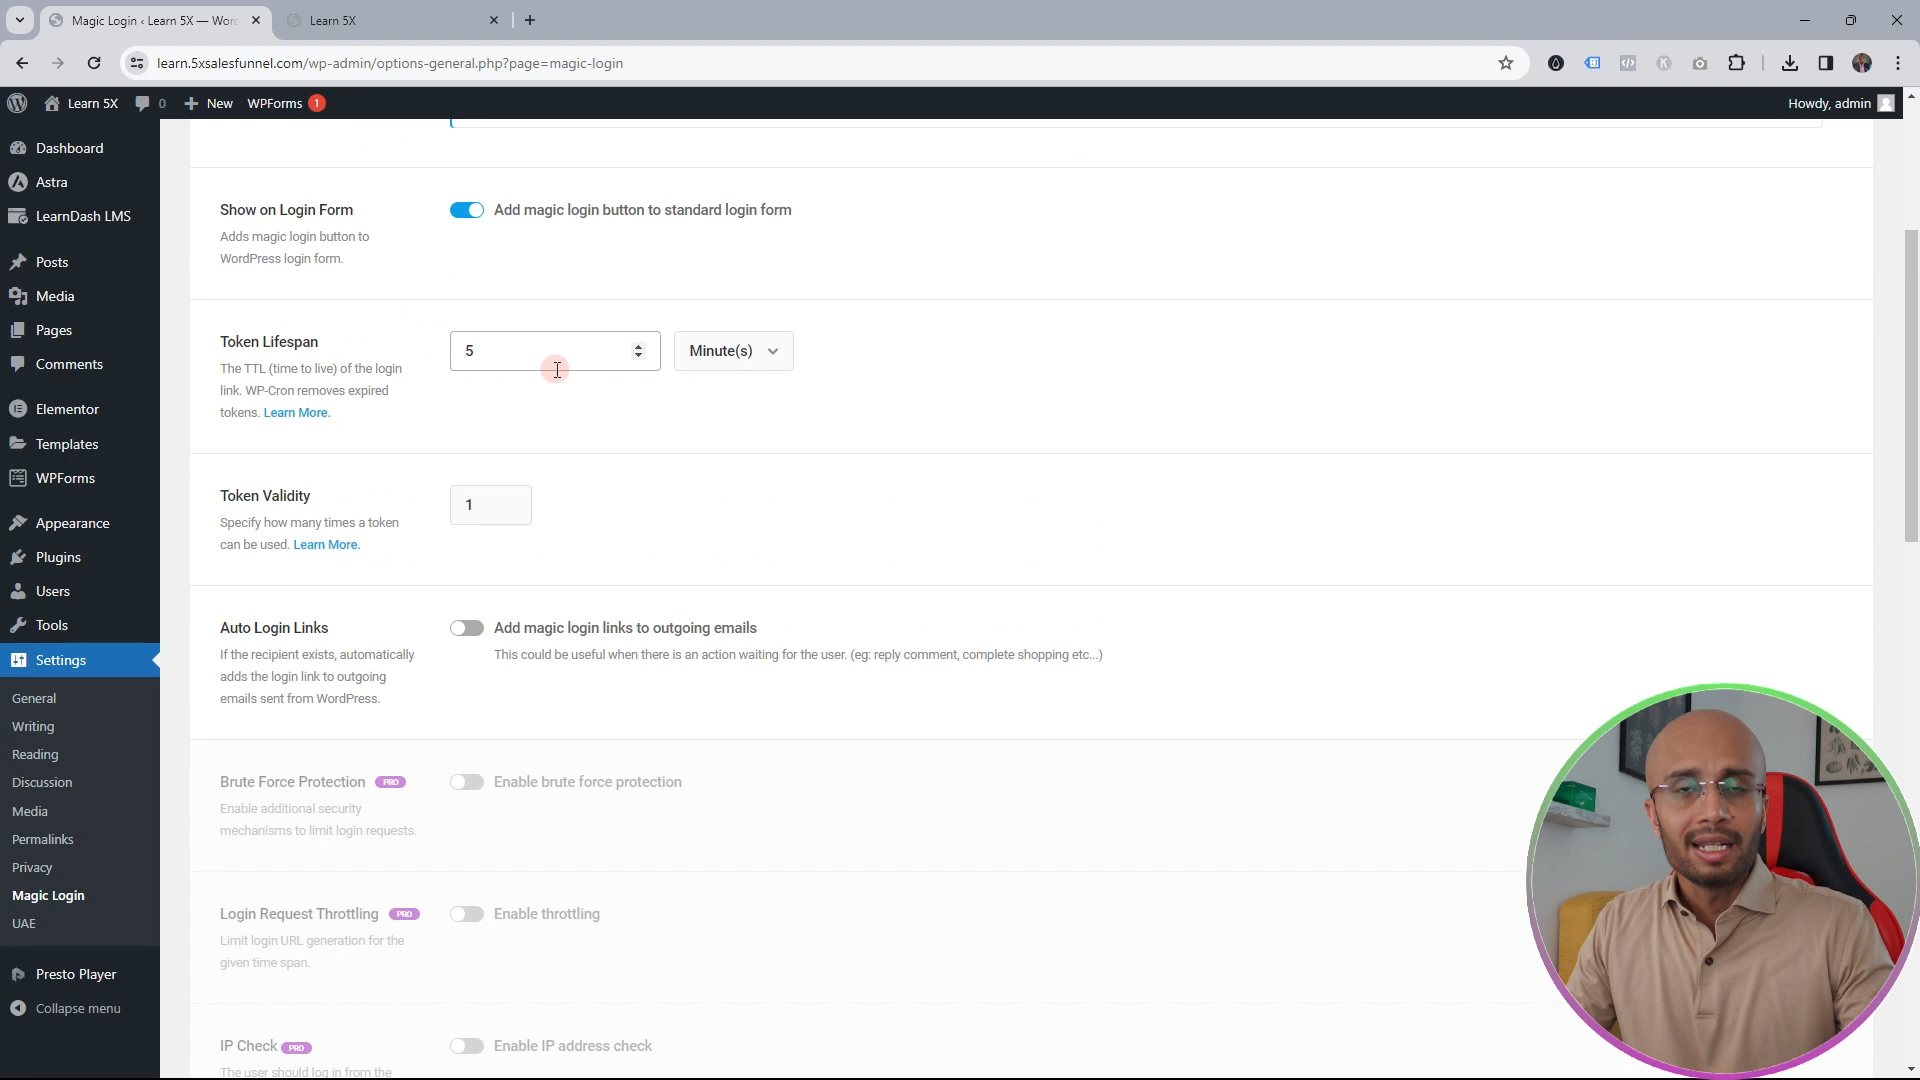 Magic Login ‹ Learn 5X — Wor
Learn 5X
learn.5xsalesfunnel.com/wp-admin/options-general.php?page=magic-login
Learn 5X
0
New
WPForms 1
Howdy, admin
Dashboard
Astra
LearnDash LMS
Posts
Media
Pages
Comments
Elementor
Templates
WPForms
Appearance
Plugins
Users
Tools
Settings
General
Writing
Reading
Discussion
Media
Permalinks
Privacy
Magic Login
UAE
Presto Player
Collapse menu
Show on Login Form
Adds magic login button to
WordPress login form.
Add magic login button to standard login form
Token Lifespan
The TTL (time to live) of the login
link. WP-Cron removes expired
tokens. Learn More.
5
Minute(s)
Token Validity
Specify how many times a token
can be used. Learn More.
1
Auto Login Links
If the recipient exists, automatically
adds the login link to outgoing
emails sent from WordPress.
Add magic login links to outgoing emails
This could be useful when there is an action waiting for the user. (eg: reply comment, complete shopping etc...)
Brute Force Protection PRO
Enable additional security
mechanisms to limit login requests.
Enable brute force protection
Login Request Throttling PRO
Limit login URL generation for the
given time span.
Enable throttling
IP Check PRO
The user should log in from the
Enable IP address check